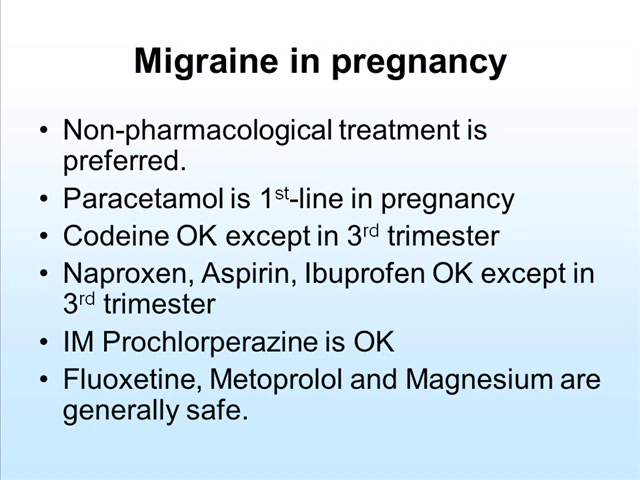 Migraine in pregnancy
• Non-pharmacological treatment is
preferred.
• Paracetamol is 1st-line in pregnancy
• Codeine OK except in 3rd trimester
• Naproxen, Aspirin, Ibuprofen OK except in
3rd trimester
• IM Prochlorperazine is OK
• Fluoxetine, Metoprolol and Magnesium are
generally safe.